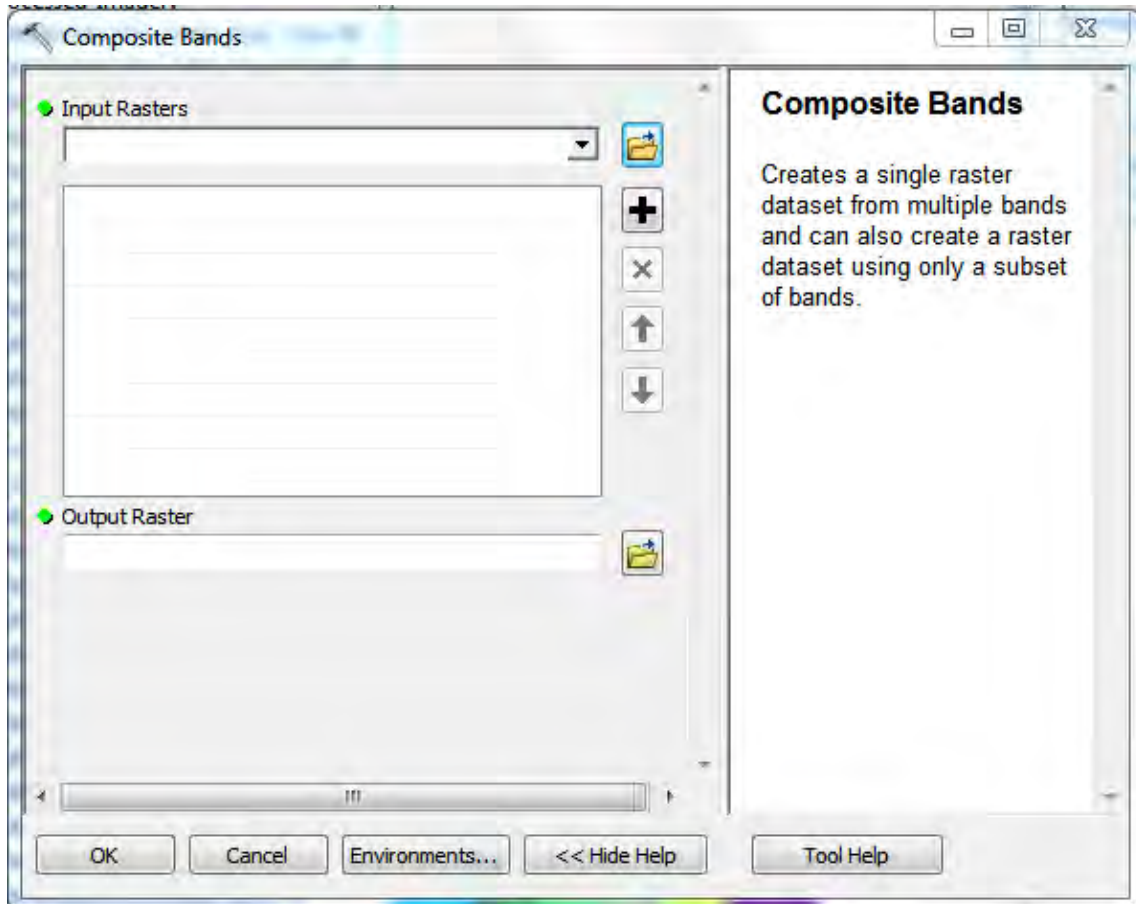 Composite Bands
Input Rasters
Output Raster
OK
Cancel
Environments...
<< Hide Help
Composite Bands
Creates a single raster
dataset from multiple bands
and can also create a raster
dataset using only a subset
of bands.
Tool Help